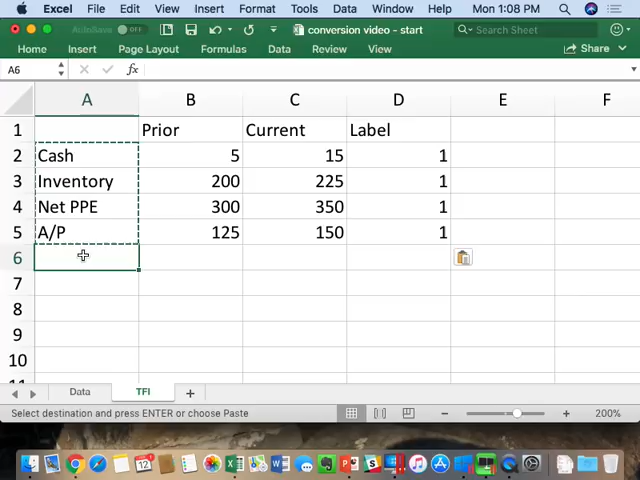 Excel File Edit View Insert Format Tools Data Window Help Mon 1:08 PM
AutoSave OFF conversion video - start Search Sheet
Home Insert Page Layout Formulas Data Review View Share
A6 fx
A B C D E F
1 Prior Current Label
2 Cash 5 15 1
3 Inventory 200 225 1
4 Net PPE 300 350 1
5 A/P 125 150 1
6
7
8
9
10
11
Data TFI
Select destination and press ENTER or choose Paste 200%